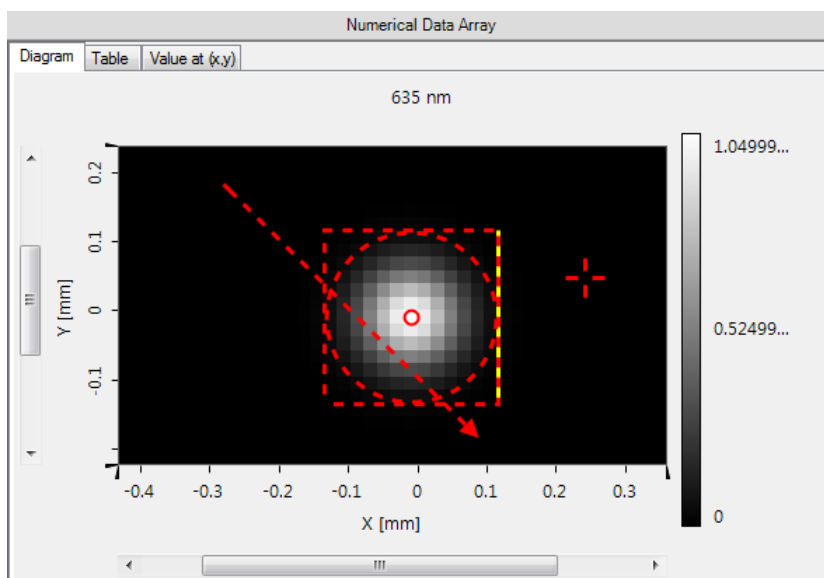 Numerical Data Array
Diagram Table Value at (x,y)
635 nm
1.04999...
0.52499...
0
Y [mm]
0.2
0.1
0
-0.1
-0.4 -0.3 -0.2 -0.1 0 0.1 0.2 0.3
X [mm]